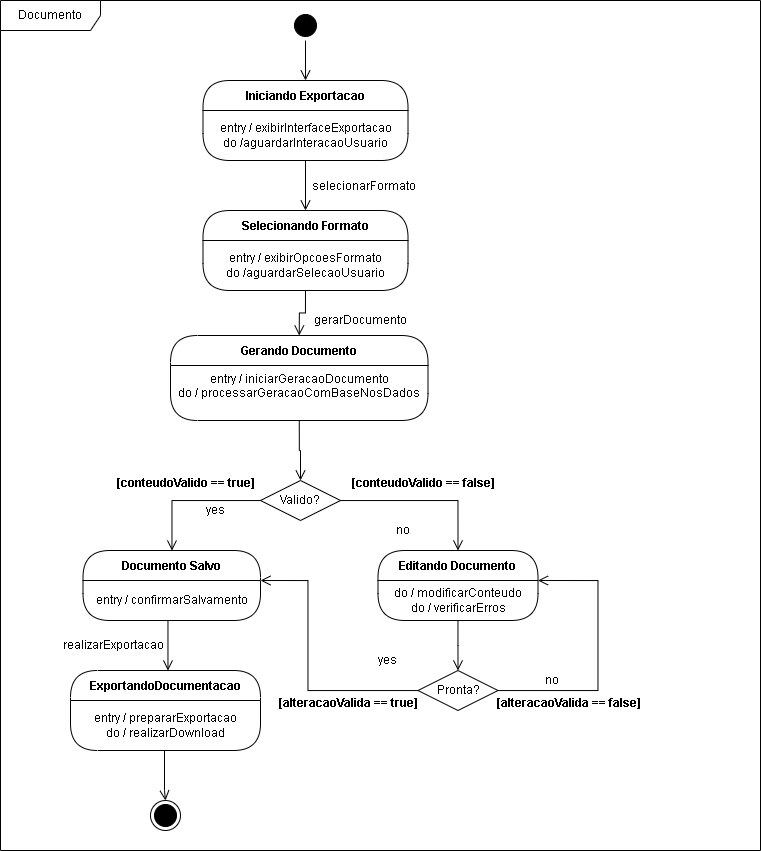 Documento
Iniciando Exportacao
entry / exibirInterfaceExportacao
do /aguardarInteracaoUsuario
selecionarFormato
Selecionando Formato
entry / exibirOpcoesFormato
do /aguardarSelecaoUsuario
gerarDocumento
Gerando Documento
entry / iniciarGeracaoDocumento
do / processarGeracaoComBaseNosDados
[conteudoValido == true]
[conteudoValido == false]
Valido?
yes
no
Documento Salvo
entry / confirmarSalvamento
Editando Documento
do / modificarConteudo
do / verificarErros
realizarExportacao
yes
no
Pronta?
[alteracaoValida == true]
[alteracaoValida == false]
ExportandoDocumentacao
entry / prepararExportacao
do / realizarDownload